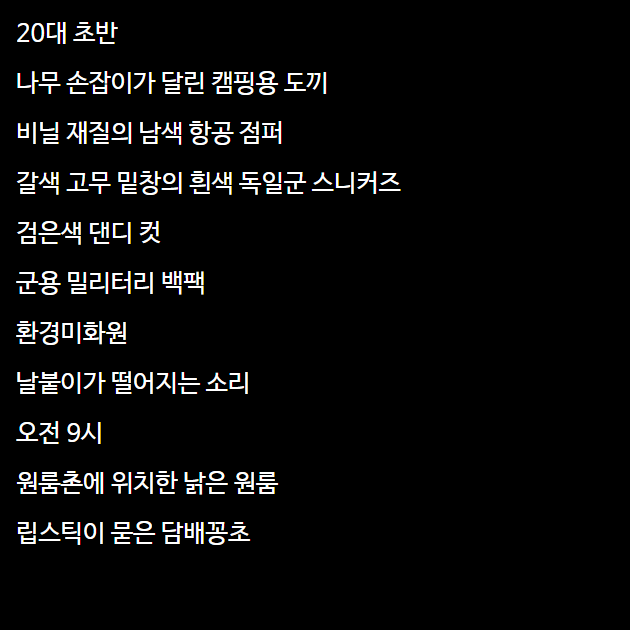 20대 초반
나무 손잡이가 달린 캠핑용 도끼
비닐 재질의 남색 항공 점퍼
갈색 고무 밑창의 흰색 독일군 스니커즈
검은색 댄디 컷
군용 밀리터리 백팩
환경미화원
날붙이가 떨어지는 소리
오전 9시
원룸촌에 위치한 낡은 원룸
립스틱이 묻은 담배꽁초